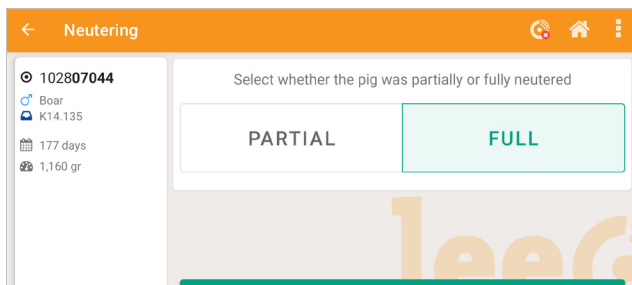 Neutering
102807044
Boar
K14.135
177 days
1,160 gr
Select whether the pig was partially or fully neutered
PARTIAL
FULL